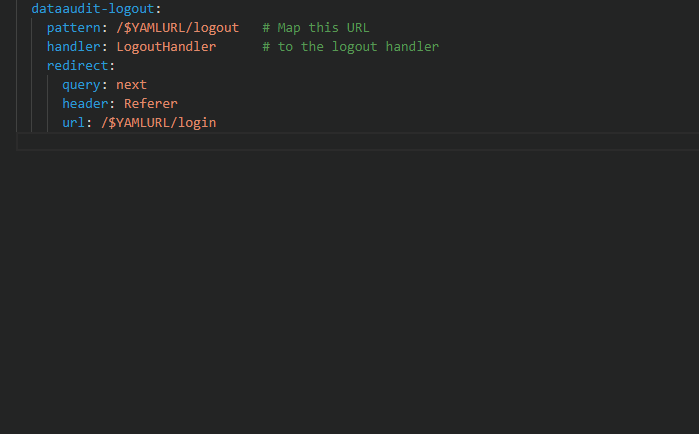 dataaudit-logout:
  pattern: /$YAMLURL/logout   # Map this URL
  handler: LogoutHandler      # to the logout handler
  redirect:
    query: next
    header: Referer
    url: /$YAMLURL/login